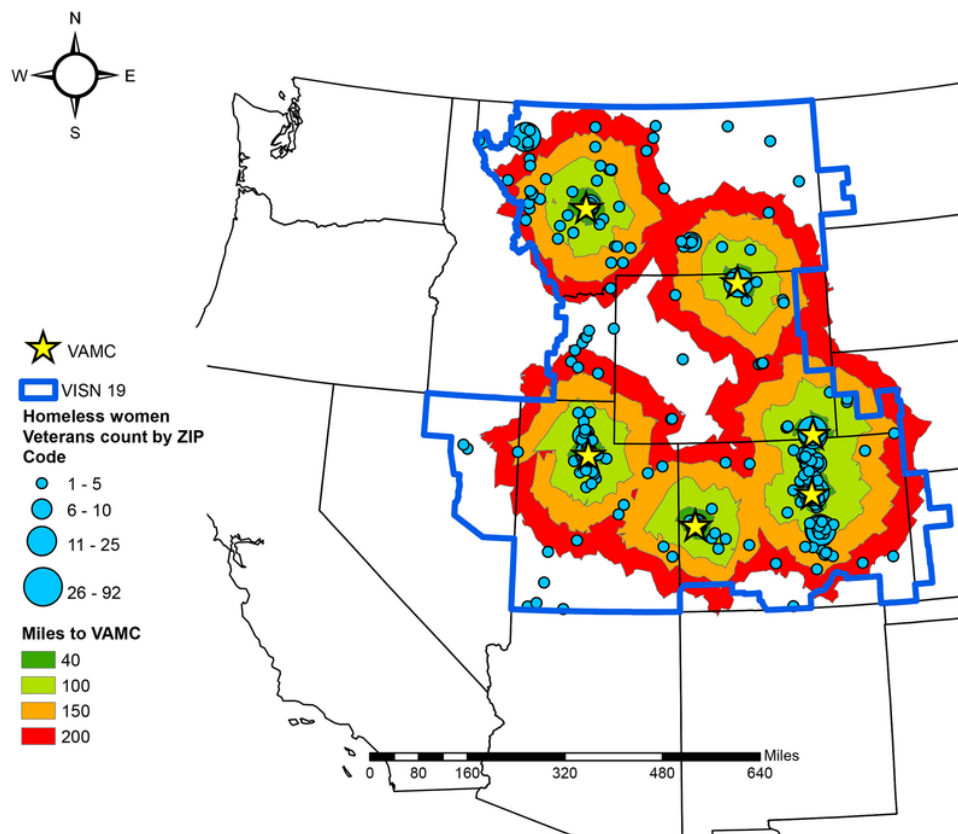 N
W
E
S
VAMC
VISN 19
Homeless women
Veterans count by ZIP
Code
1 - 5
6 - 10
11 - 25
26 - 92
Miles to VAMC
40
100
150
200
Miles
0 80 160 320 480 640